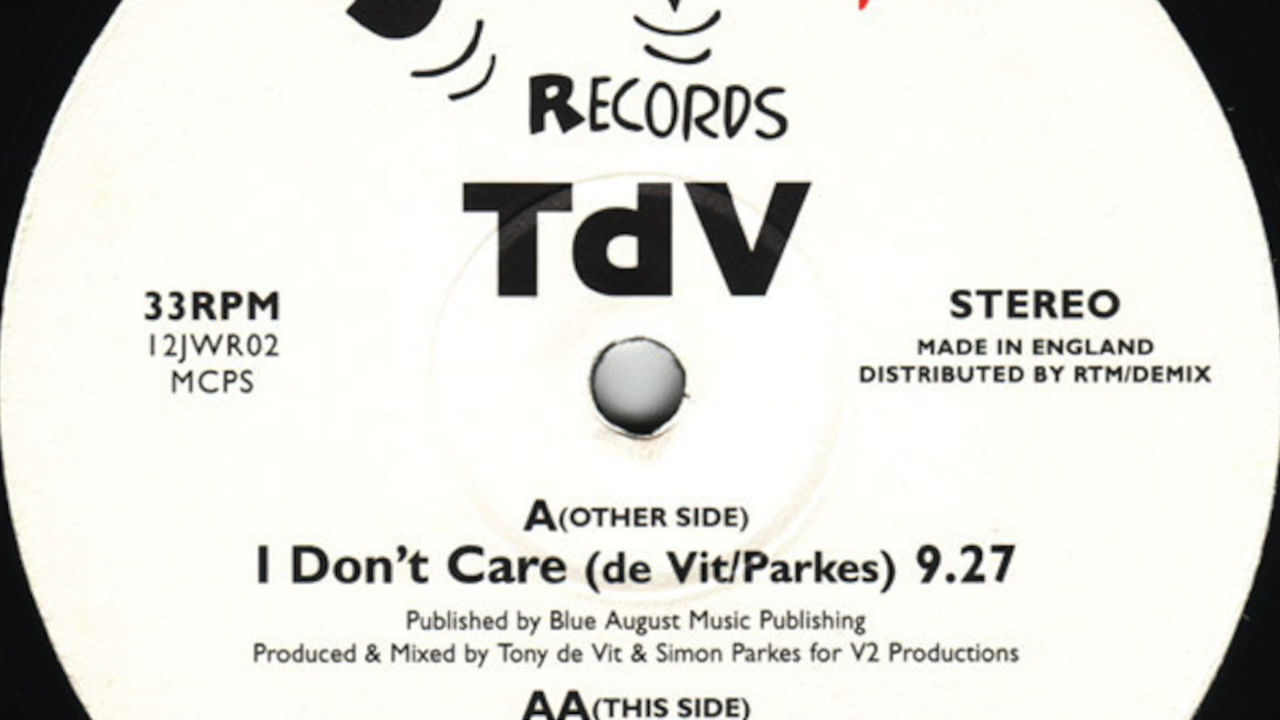 RECORDS
TdV
33RPM
12JWR02
MCPS
STEREO
MADE IN ENGLAND
DISTRIBUTED BY RTM/DEMIX
A(OTHER SIDE)
I Don't Care (de Vit/Parkes) 9.27
Published by Blue August Music Publishing
Produced & Mixed by Tony de Vit & Simon Parkes for V2 Productions
AA(THIS SIDE)